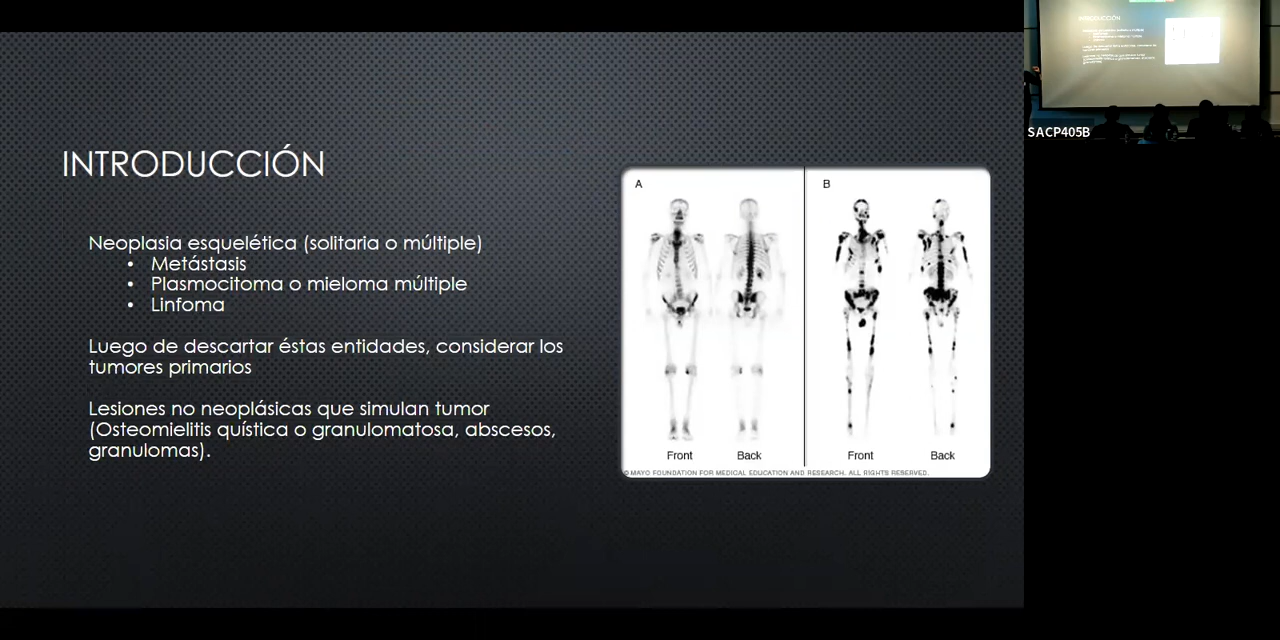 INTRODUCCIÓN
Neoplasia esquelética (solitaria o múltiple)
• Metástasis
• Plasmocitoma o mieloma múltiple
• Linfoma
Luego de descartar éstas entidades, considerar los
tumores primarios
Lesiones no neoplásicas que simulan tumor
(Osteomielitis quística o granulomatosa, abscesos,
granulomas).
A
B
Front
Back
Front
Back
© MAYO FOUNDATION FOR MEDICAL EDUCATION AND RESEARCH. ALL RIGHTS RESERVED.
INTRODUCCIÓN
SACP405B